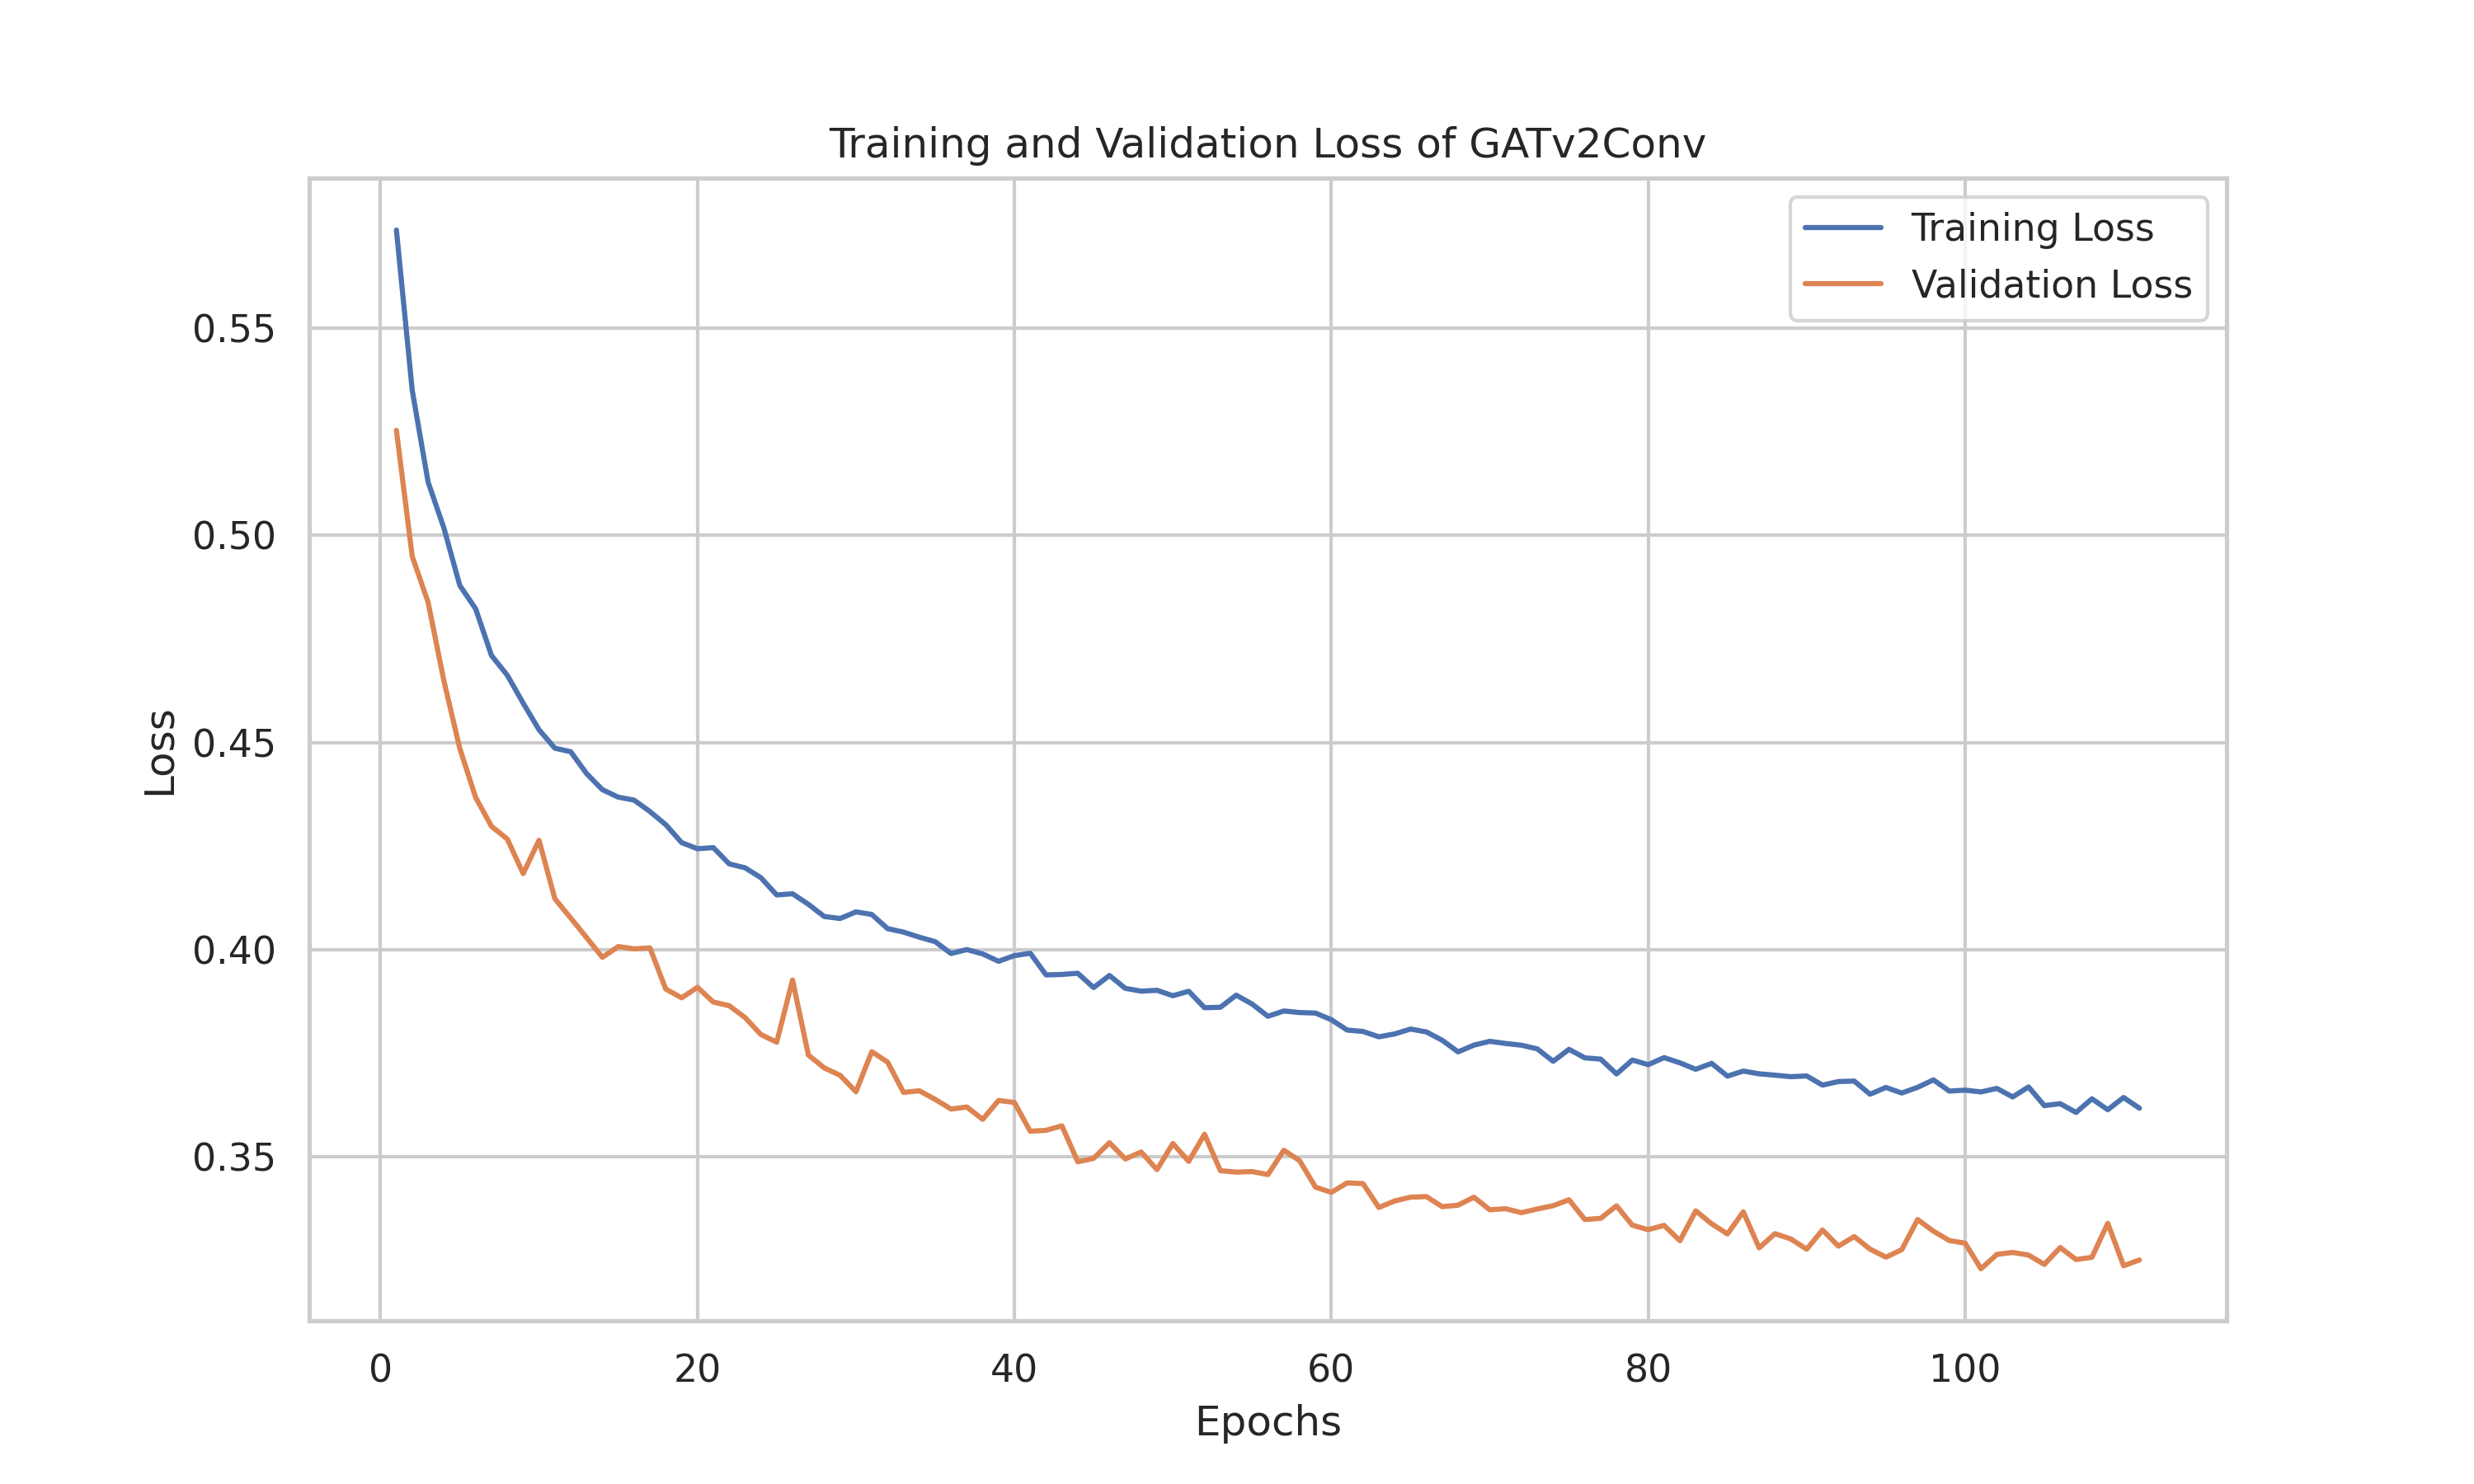 Training and Validation Loss of GATv2Conv
Training Loss
Validation Loss
0.55
0.50
0.45
0.40
0.35
Loss
0 20 40 60 80 100
Epochs